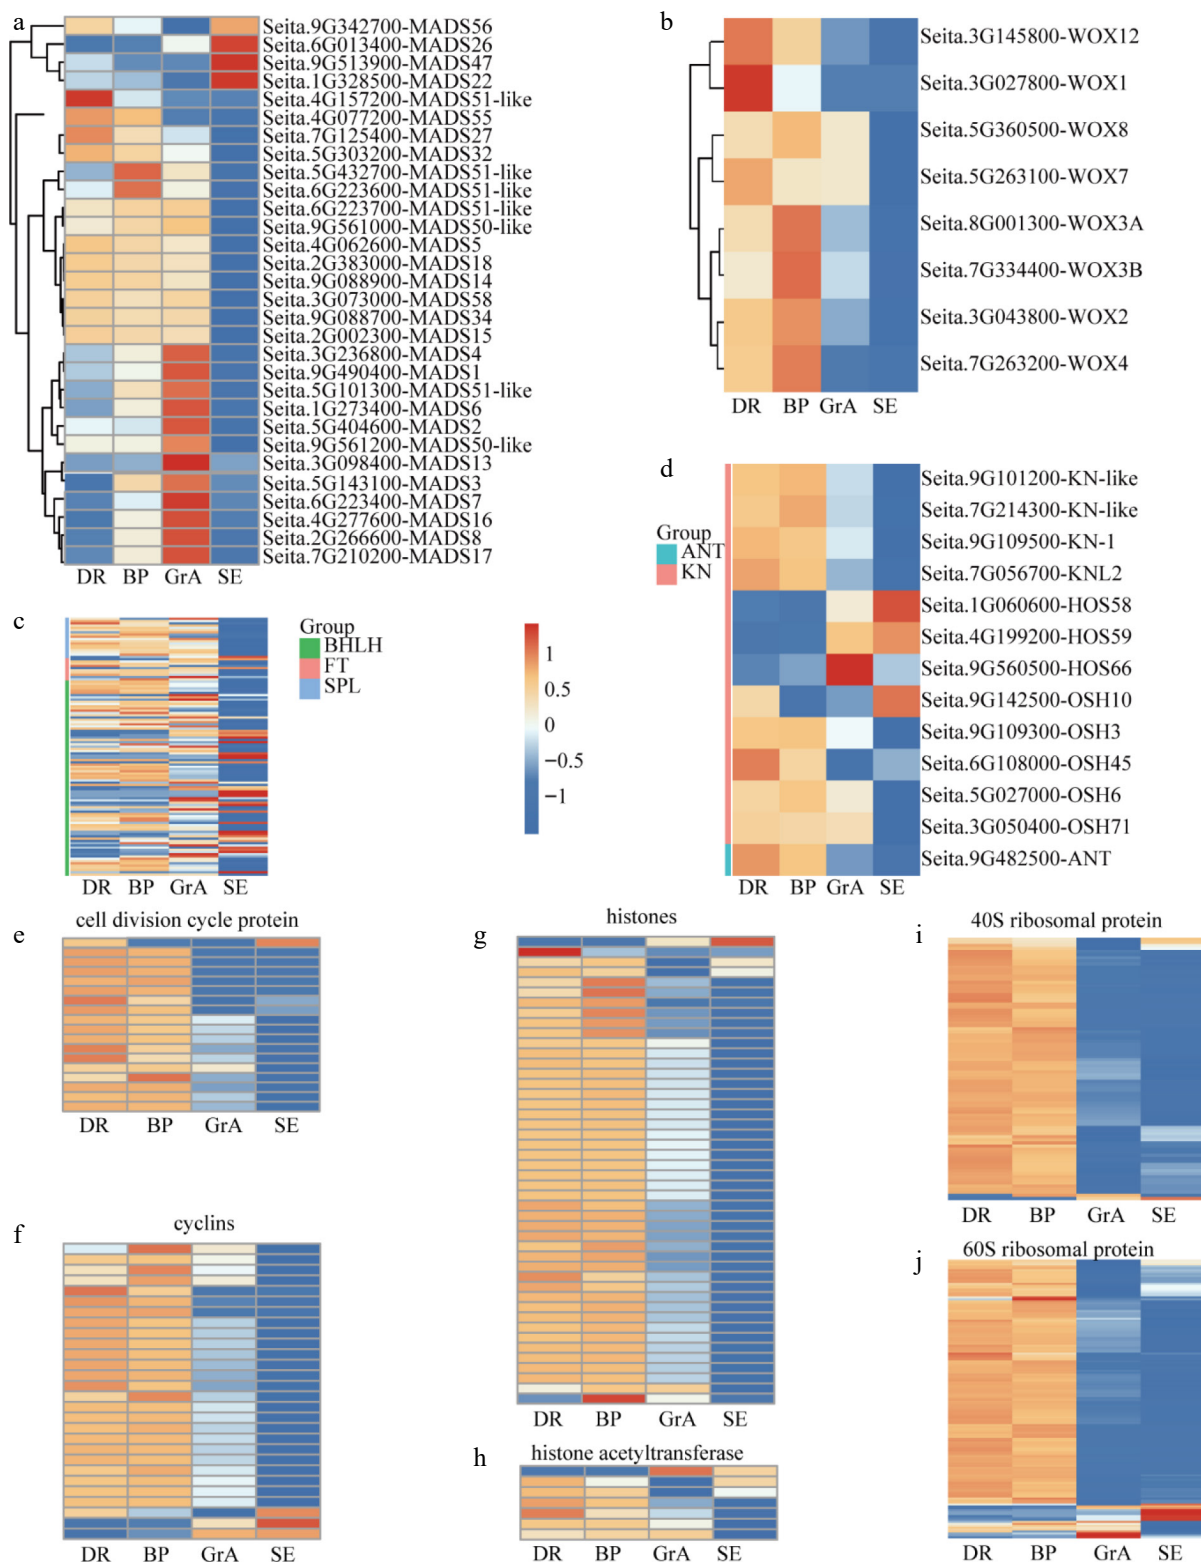 a
Seita.9G342700-MADS56
Seita.6G013400-MADS26
Seita.9G513900-MADS47
Seita.1G328500-MADS22
Seita.4G157200-MADS51-like
Seita.4G077200-MADS55
Seita.7G125400-MADS27
Seita.5G303200-MADS32
Seita.5G432700-MADS51-like
Seita.6G223600-MADS51-like
Seita.6G223700-MADS51-like
Seita.9G561000-MADS50-like
Seita.4G062600-MADS5
Seita.2G383000-MADS18
Seita.9G088900-MADS14
Seita.3G073000-MADS58
Seita.9G088700-MADS34
Seita.2G002300-MADS15
Seita.3G236800-MADS4
Seita.9G490400-MADS1
Seita.5G101300-MADS51-like
Seita.1G273400-MADS6
Seita.5G404600-MADS2
Seita.9G561200-MADS50-like
Seita.3G098400-MADS13
Seita.5G143100-MADS3
Seita.6G223400-MADS7
Seita.4G277600-MADS16
Seita.2G266600-MADS8
Seita.7G210200-MADS17
DR BP GrA SE
b
Seita.3G145800-WOX12
Seita.3G027800-WOX1
Seita.5G360500-WOX8
Seita.5G263100-WOX7
Seita.8G001300-WOX3A
Seita.7G334400-WOX3B
Seita.3G043800-WOX2
Seita.7G263200-WOX4
DR BP GrA SE
c
Group
BHLH
FT
SPL
DR BP GrA SE
1
0.5
0
−0.5
−1
d
Group
ANT
KN
Seita.9G101200-KN-like
Seita.7G214300-KN-like
Seita.9G109500-KN-1
Seita.7G056700-KNL2
Seita.1G060600-HOS58
Seita.4G199200-HOS59
Seita.9G560500-HOS66
Seita.9G142500-OSH10
Seita.9G109300-OSH3
Seita.6G108000-OSH45
Seita.5G027000-OSH6
Seita.3G050400-OSH71
Seita.9G482500-ANT
DR BP GrA SE
e
cell division cycle protein
DR BP GrA SE
f
cyclins
DR BP GrA SE
g
histones
DR BP GrA SE
h
histone acetyltransferase
DR BP GrA SE
i
40S ribosomal protein
DR BP GrA SE
j
60S ribosomal protein
DR BP GrA SE